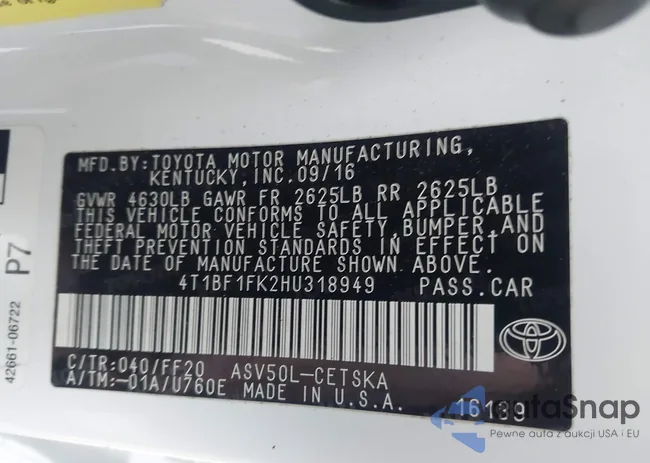 MFD.BY:TOYOTA MOTOR MANUFACTURING,
KENTUCKY,INC.09/16
GVWR 4630LB GAWR FR 2625LB RR 2625LB
THIS VEHICLE CONFORMS TO ALL APPLICABLE
FEDERAL MOTOR VEHICLE SAFETY,BUMPER,AND
THEFT PREVENTION STANDARDS IN EFFECT ON
THE DATE OF MANUFACTURE SHOWN ABOVE.
4T1BF1FK2HU318949 PASS.CAR
C/TR:040/FF20 ASV50L-CETSKA
A/TM:-01A/U760E MADE IN U.S.A.
16139
TOYOTA
P7
42661-06722
autoSnap
Pewne auta z aukcji USA i EU